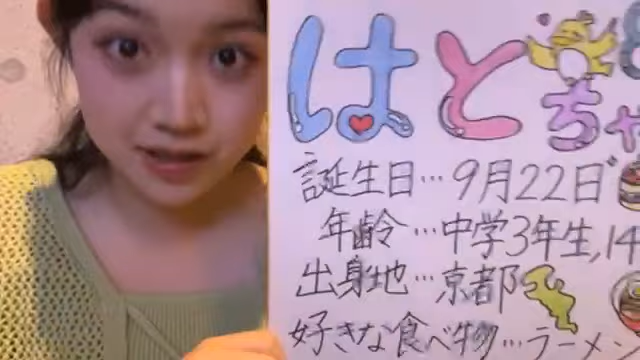 はとちゃ
誕生日…9月22日
年齢…中学3年生,14
出身地…京都
好きな食べ物…ラーメン